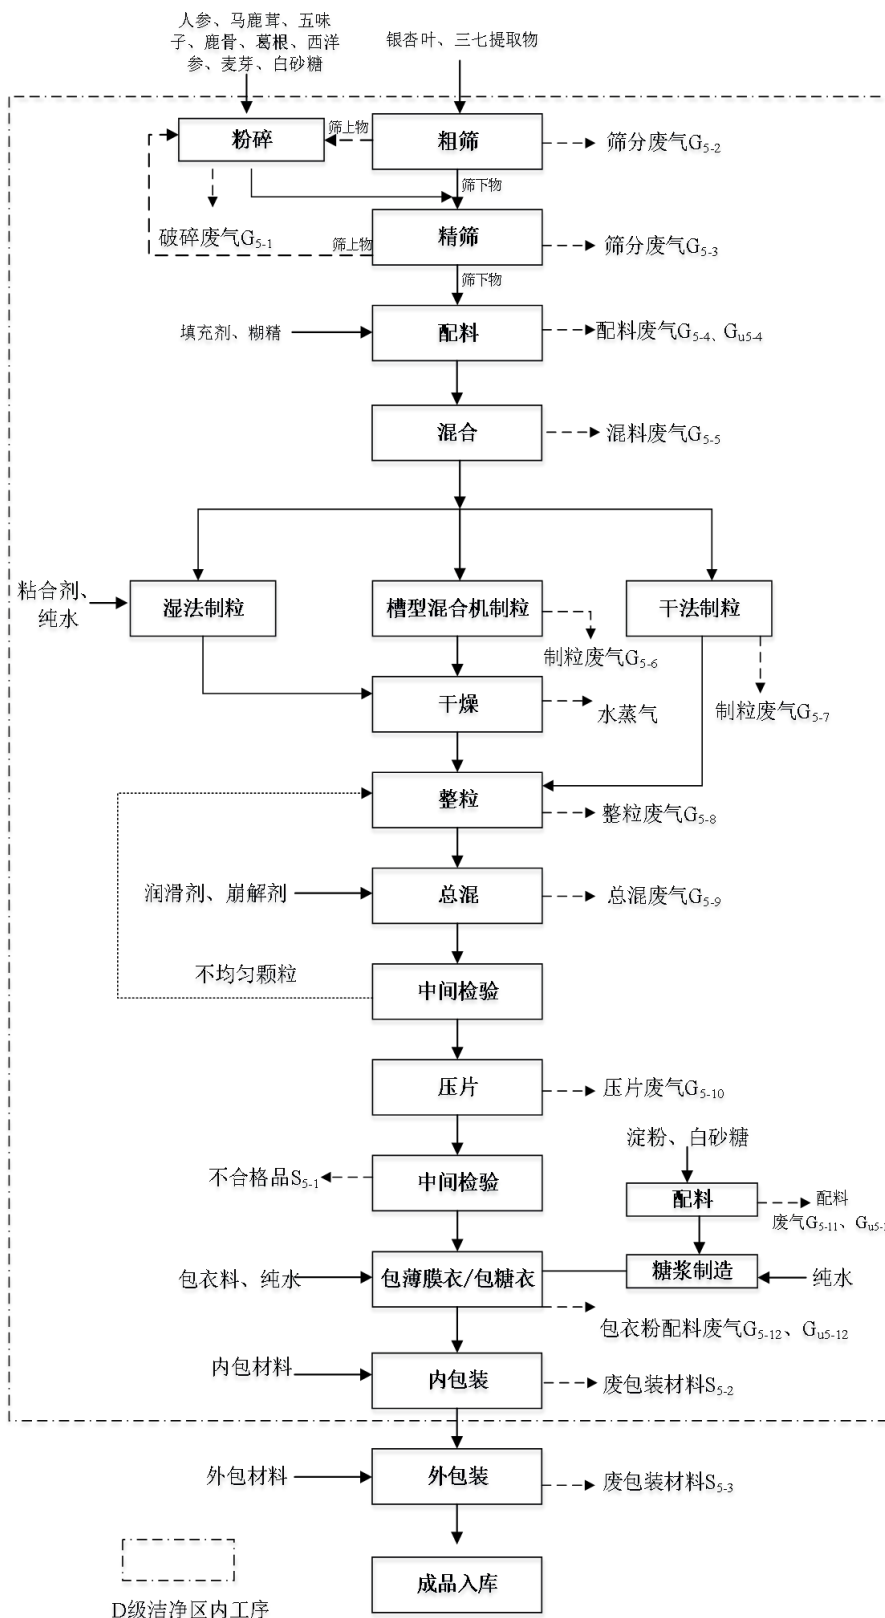 人参、马鹿茸、五味
子、鹿骨、葛根、西洋
参、麦芽、白砂糖
银杏叶、三七提取物
粉碎
筛上物
粗筛
筛分废气G5-2
筛下物
破碎废气G5-1
筛上物
精筛
筛分废气G5-3
筛下物
填充剂、糊精
配料
配料废气G5-4、Gu5-4
混合
混料废气G5-5
粘合剂、
纯水
湿法制粒
槽型混合机制粒
干法制粒
制粒废气G5-6
干燥
水蒸气
制粒废气G5-7
整粒
整粒废气G5-8
润滑剂、崩解剂
总混
总混废气G5-9
不均匀颗粒
中间检验
压片
压片废气G5-10
淀粉、白砂糖
不合格品S5-1
中间检验
配料
配料
废气G5-11、Gu5-1
包衣料、纯水
包薄膜衣/包糖衣
糖浆制造
纯水
包衣粉配料废气G5-12、Gu5-12
内包材料
内包装
废包装材料S5-2
外包材料
外包装
废包装材料S5-3
成品入库
D级洁净区内工序